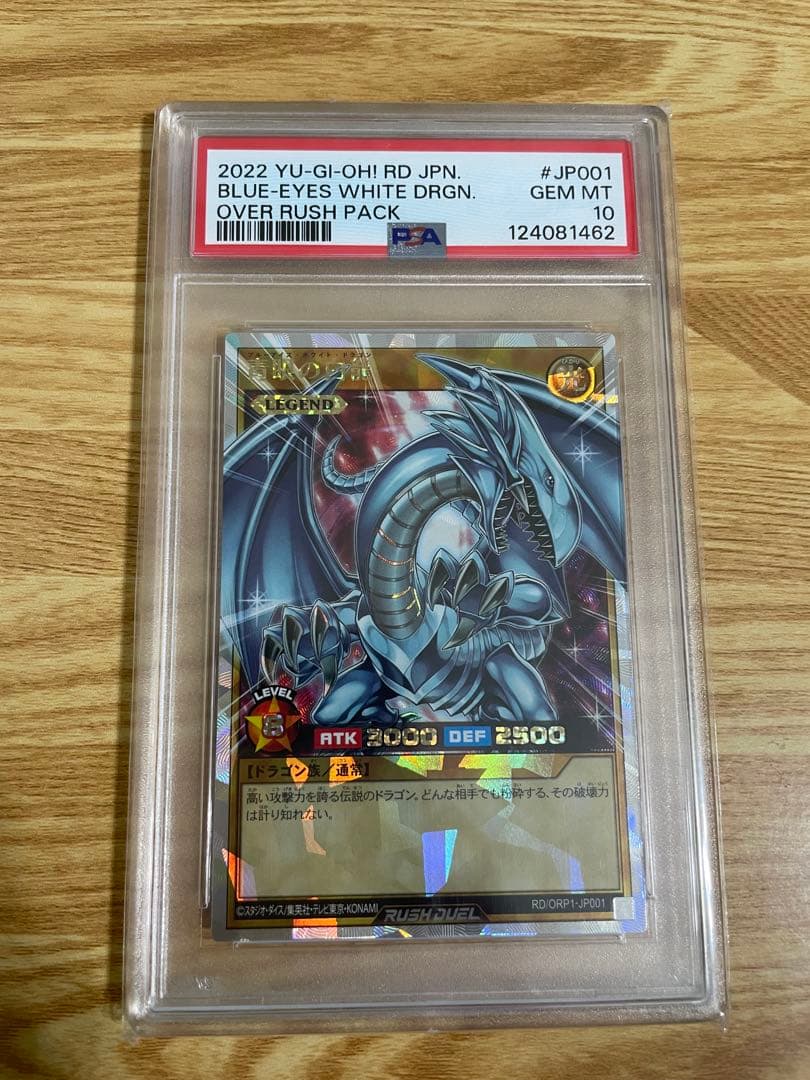 2022 YU-GI-OH! RD JPN. #JP001
BLUE-EYES WHITE DRGN. GEM MT
OVER RUSH PACK 10
PSA 124081462
ブルーアイズ・ホワイト・ドラゴン
青眼の白龍
ひかり
光
LEGEND
LEVEL
8
ATK 3000 DEF 2500
【ドラゴン族／通常】
高い攻撃力を誇る伝説のドラゴン。どんな相手でも粉砕する、その破壊力
は計り知れない。
©スタジオ・ダイス/集英社・テレビ東京・KONAMI RUSH DUEL RD/ORP1-JP001